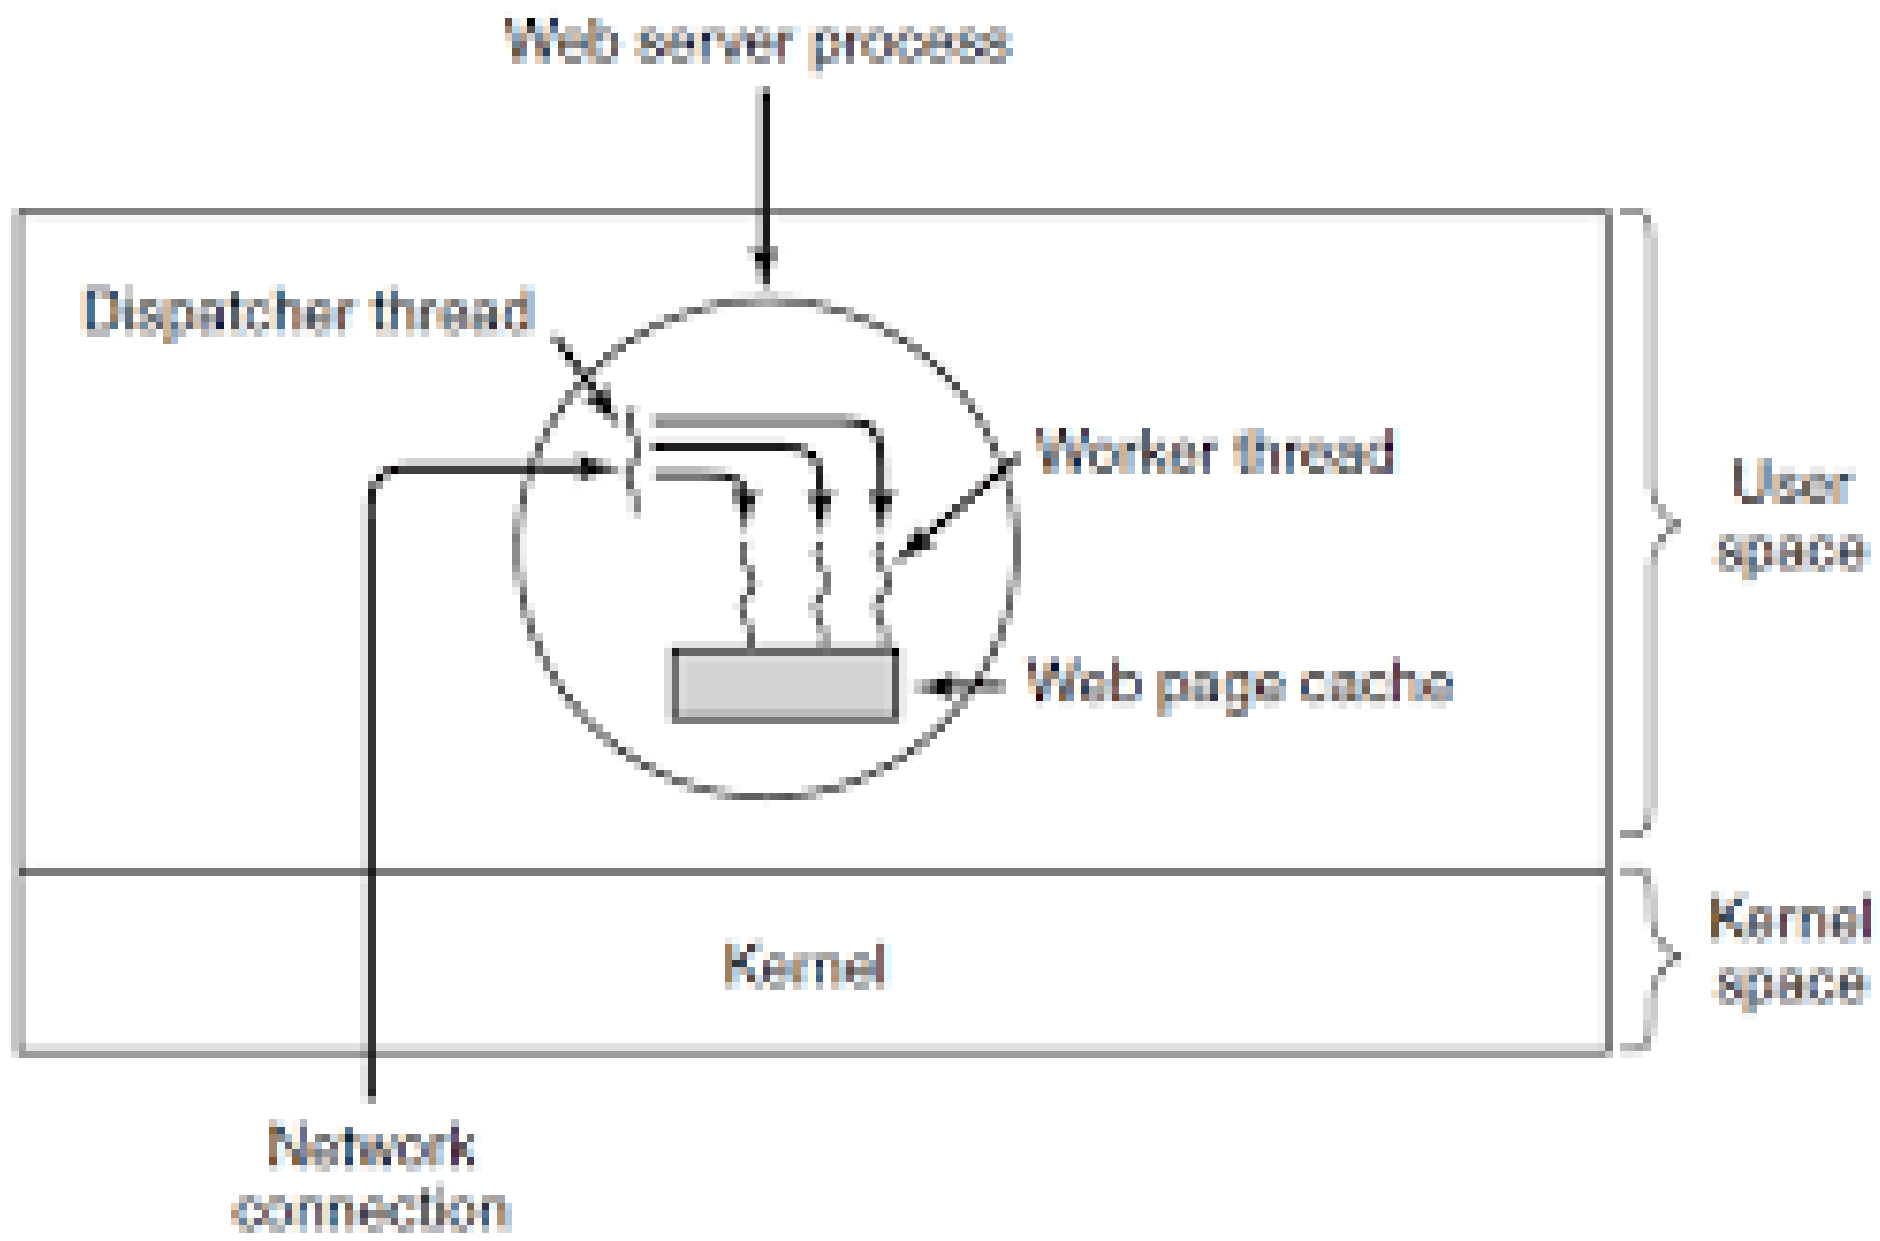 Web server process
Dispatcher thread
Worker thread
User
space
Web page cache
Kernel
Kernel
space
Network
connection